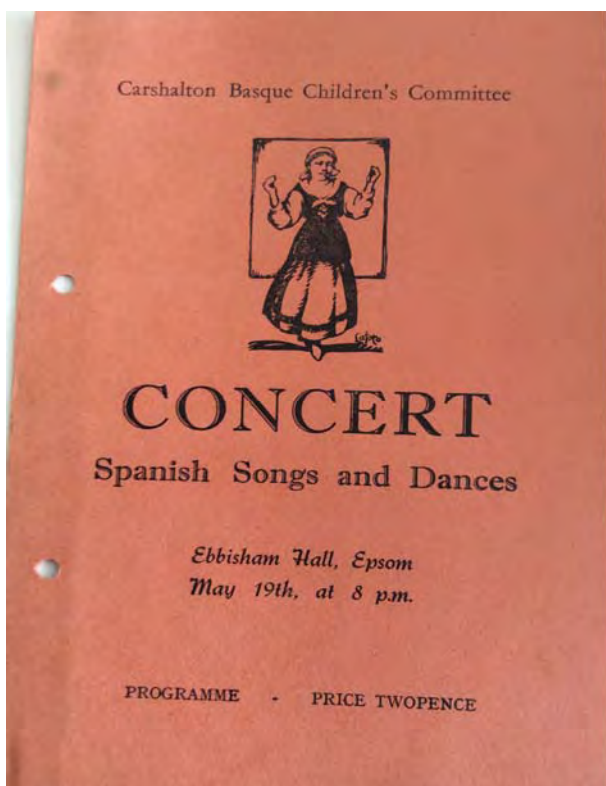 Carshalton Basque Children's Committee
CONCERT
Spanish Songs and Dances
Ebbisham Hall, Epsom
May 19th, at 8 p.m.
PROGRAMME - PRICE TWOPENCE